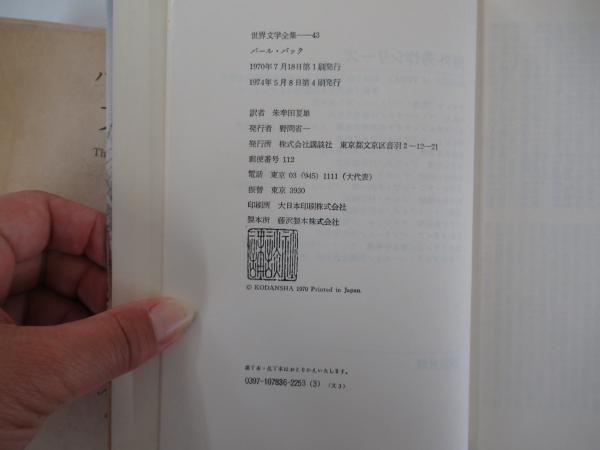 世界文学全集——43
パール・バック
1970年7月18日第1刷発行
1974年5月8日第4刷発行
訳者 朱牟田夏雄
発行者 野間省一
発行所 株式会社講談社 東京都文京区音羽2-12-21
郵便番号 112
電話 東京 03 (945) 1111 (大代表)
振替 東京 3930
印刷所 大日本印刷株式会社
製本所 藤沢製本株式会社
© KODANSHA 1970 Printed in Japan.
落丁本・乱丁本はおとりかえいたします。
0397-107836-2253 (3) (文3)
Th